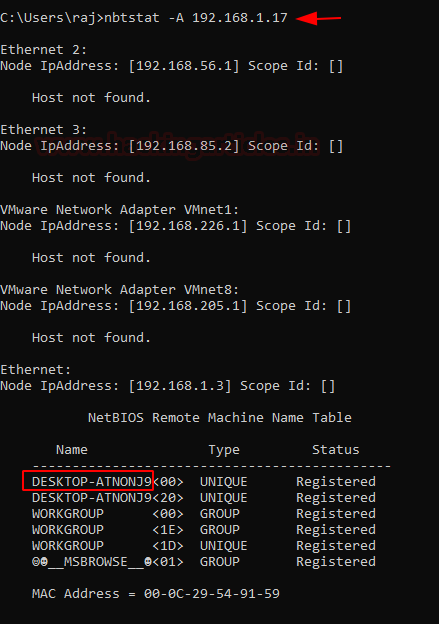 C:\Users\raj>nbtstat -A 192.168.1.17
Ethernet 2:
Node IpAddress: [192.168.56.1] Scope Id: []
Host not found.
Ethernet 3:
Node IpAddress: [192.168.85.2] Scope Id: []
Host not found.
VMware Network Adapter VMnet1:
Node IpAddress: [192.168.226.1] Scope Id: []
Host not found.
VMware Network Adapter VMnet8:
Node IpAddress: [192.168.205.1] Scope Id: []
Host not found.
Ethernet:
Node IpAddress: [192.168.1.3] Scope Id: []
NetBIOS Remote Machine Name Table
Name Type Status
---------------------------------------------
DESKTOP-ATNONJ9<00> UNIQUE Registered
DESKTOP-ATNONJ9<20> UNIQUE Registered
WORKGROUP <00> GROUP Registered
WORKGROUP <1E> GROUP Registered
WORKGROUP <1D> UNIQUE Registered
☺☻__MSBROWSE__☻<01> GROUP Registered
MAC Address = 00-0C-29-54-91-59